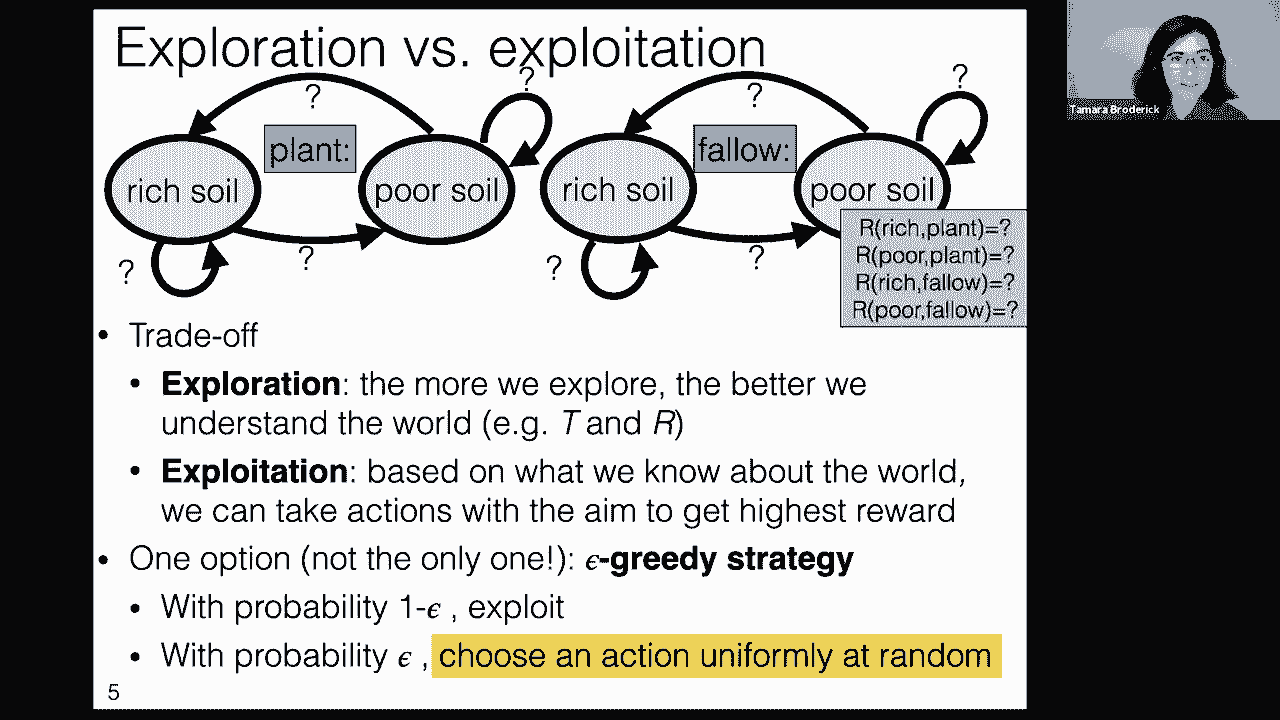 Exploration vs. exploitation
Tamara Broderick
?
?
?
?
plant:
fallow:
rich soil
poor soil
rich soil
poor soil
R(rich,plant)=?
R(poor,plant)=?
R(rich,fallow)=?
R(poor,fallow)=?
?
?
?
?
• Trade-off
• Exploration: the more we explore, the better we
understand the world (e.g. T and R)
• Exploitation: based on what we know about the world,
we can take actions with the aim to get highest reward
• One option (not the only one!): ϵ-greedy strategy
• With probability 1-ϵ , exploit
• With probability ϵ , choose an action uniformly at random
5